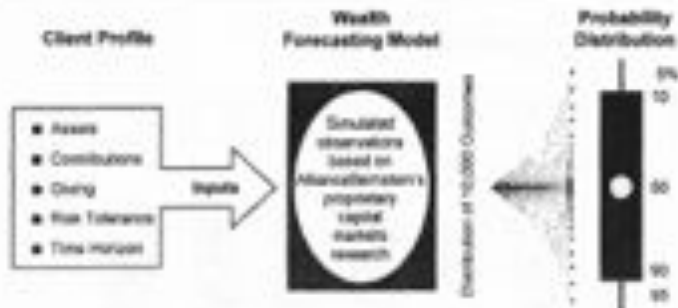 Client Profile
Wealth
Forecasting Model
Probability
Distribution
Assets
Contributions
Giving
Risk Tolerance
Time Horizon
Inputs
Simulated
observations
based on
AllianceBernstein's
proprietary
capital
markets
research
Distribution of 10,000 Outcomes
5%
10
50
90
95